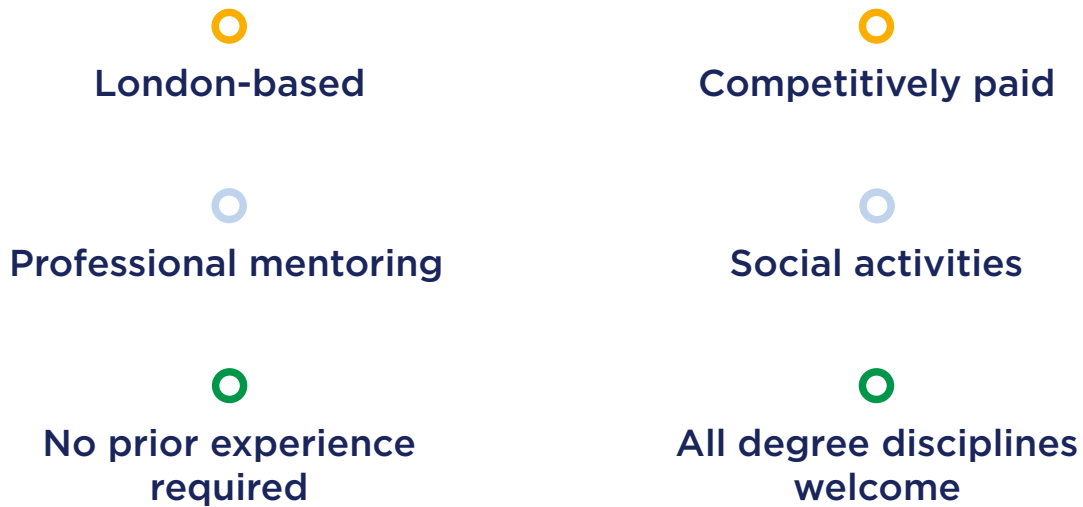 London-based
Competitively paid
Professional mentoring
Social activities
No prior experience
required
All degree disciplines
welcome